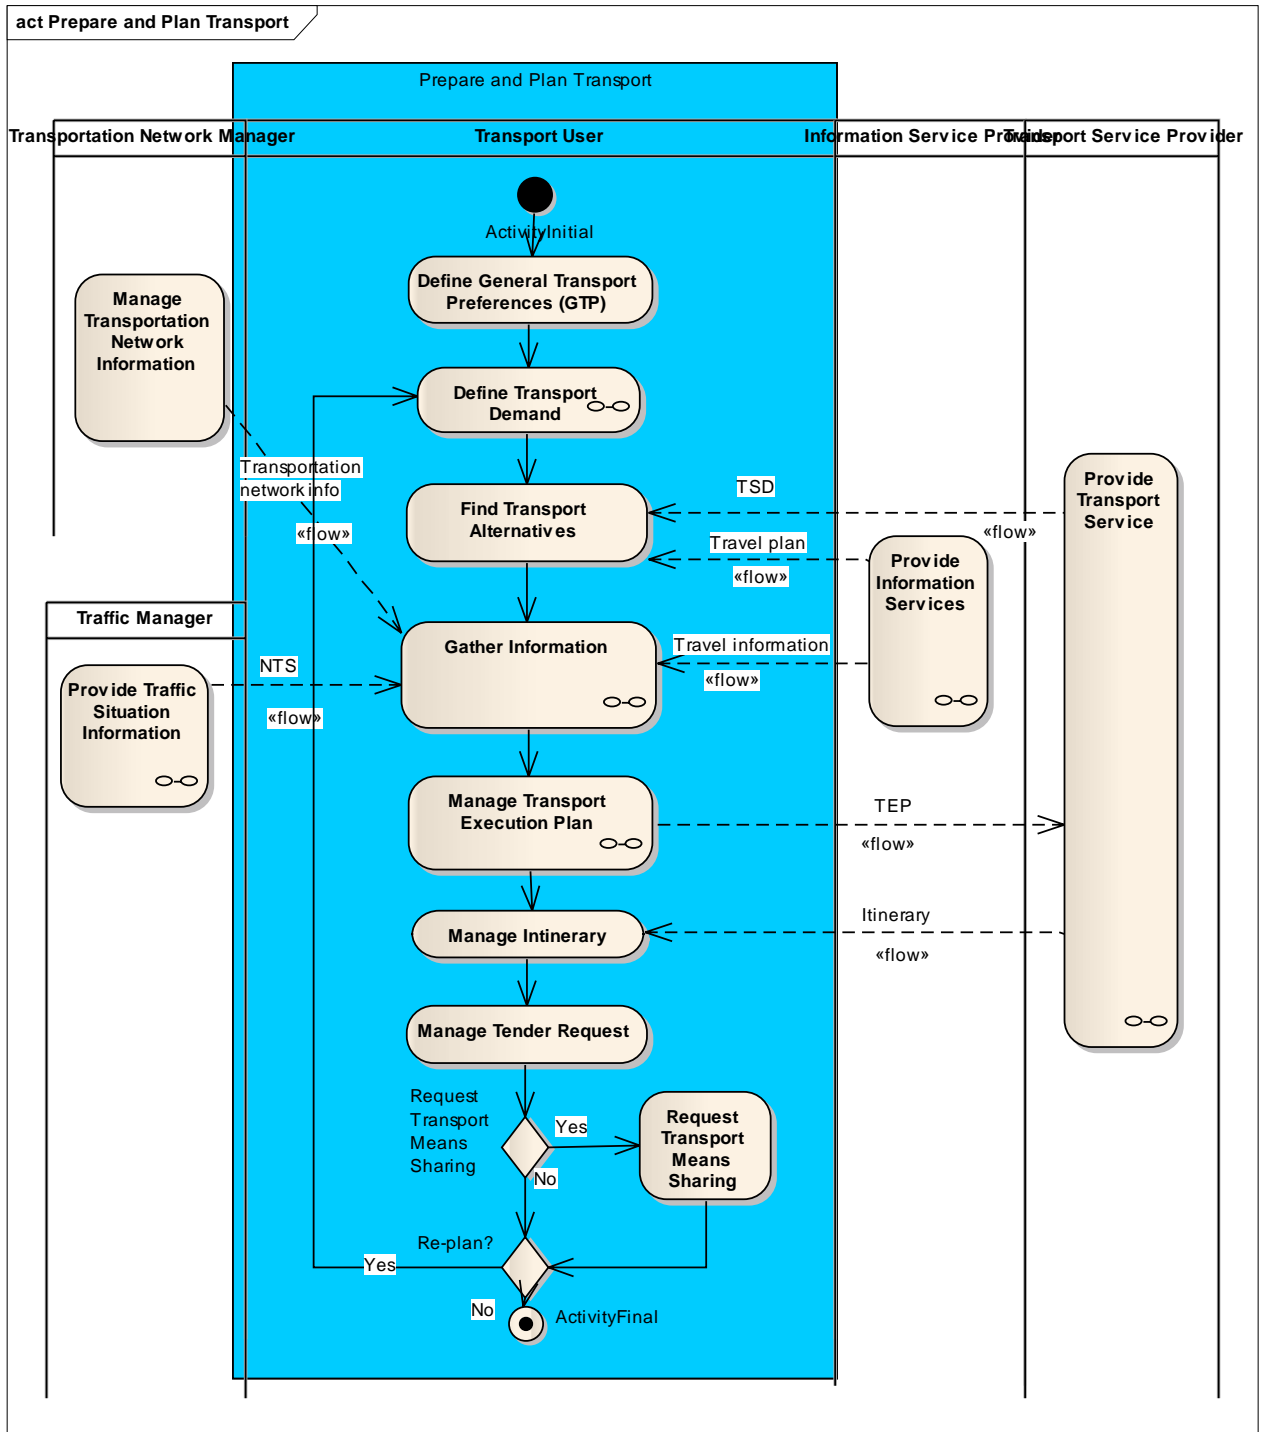 act Prepare and Plan Transport
Prepare and Plan Transport
Transportation Network Manager
Transport User
Information Service Provider
Transport Service Provider
ActivityInitial
Define General Transport
Preferences (GTP)
Manage
Transportation
Network
Information
Define Transport
Demand
Transportation
network info
«flow»
Find Transport
Alternatives
TSD
«flow»
Provide
Transport
Service
Travel plan
«flow»
Provide
Information
Services
Traffic Manager
Gather Information
Travel information
«flow»
Provide Traffic
Situation
Information
NTS
«flow»
Manage Transport
Execution Plan
TEP
«flow»
Manage Intinerary
Itinerary
«flow»
Manage Tender Request
Request
Transport
Means
Sharing
Yes
No
Request
Transport
Means
Sharing
Re-plan?
Yes
No
ActivityFinal